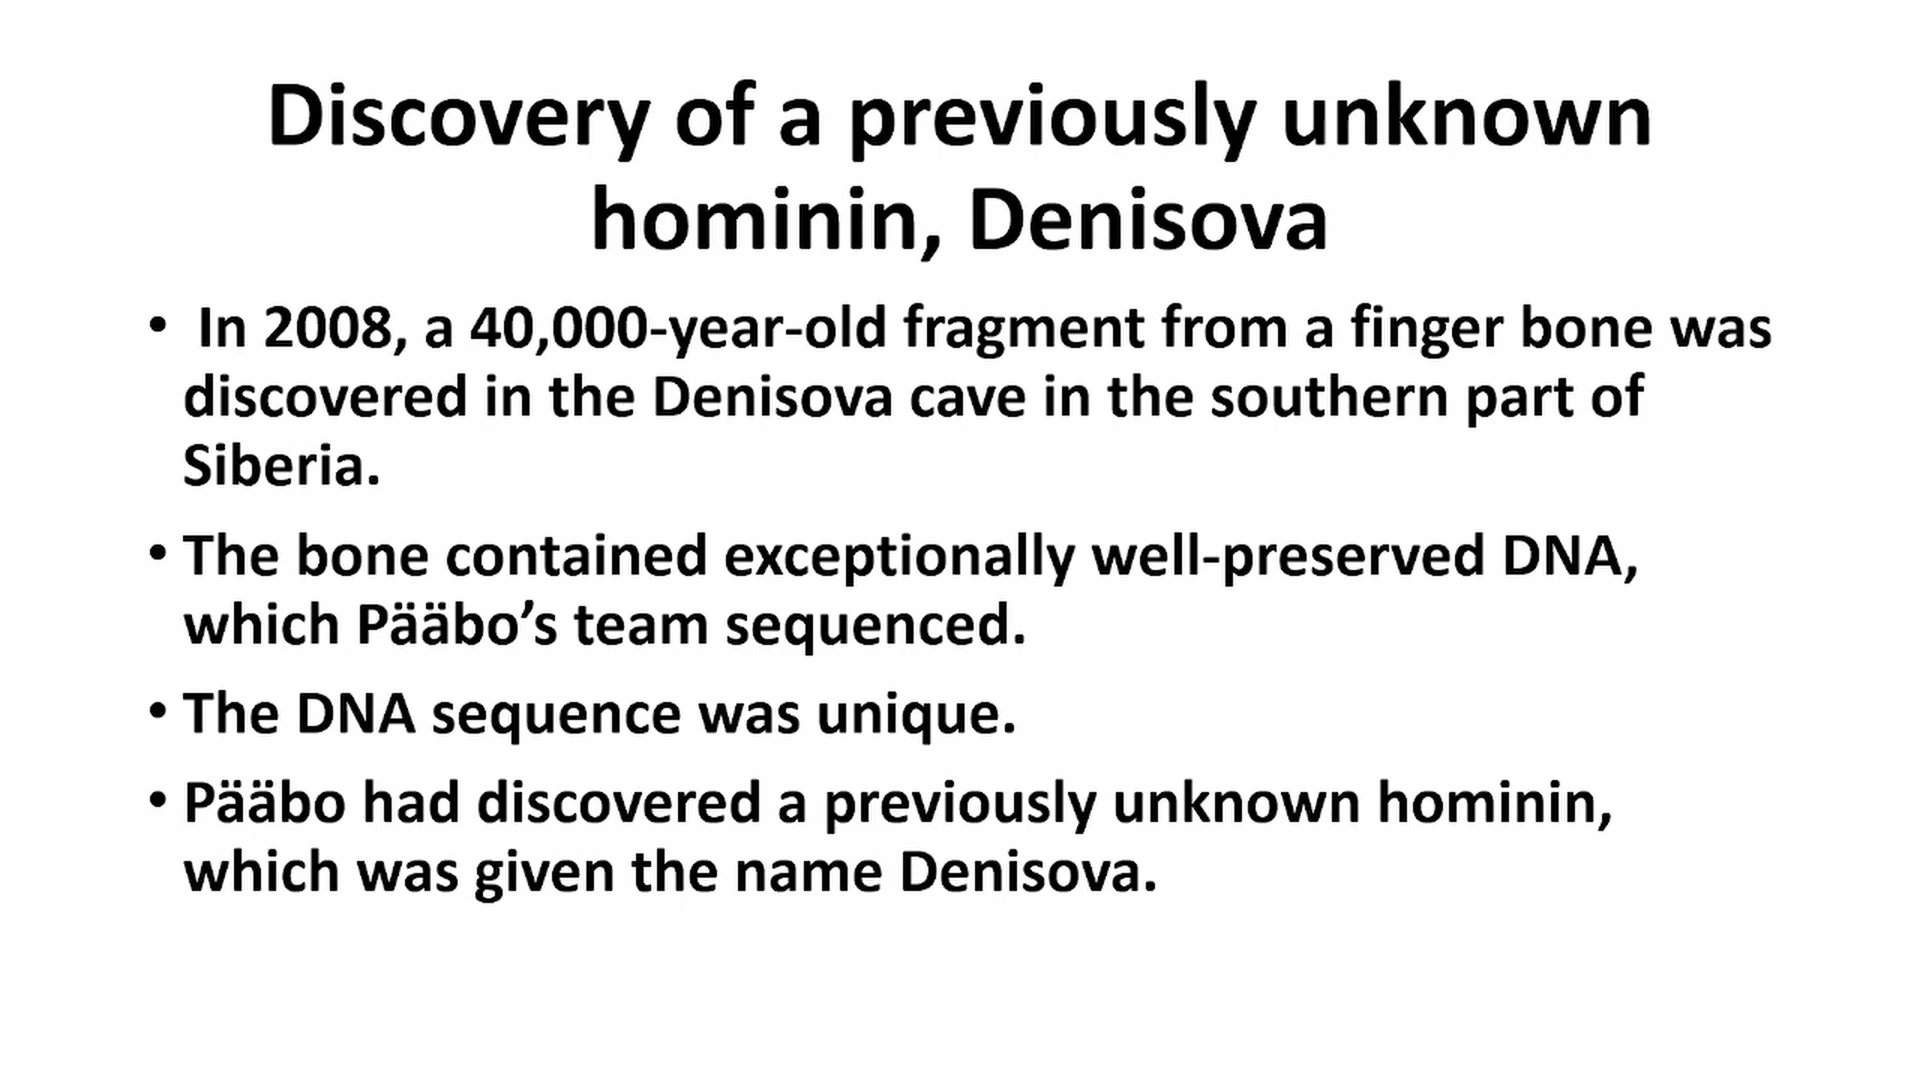 Discovery of a previously unknown
hominin, Denisova
• In 2008, a 40,000-year-old fragment from a finger bone was
discovered in the Denisova cave in the southern part of
Siberia.
• The bone contained exceptionally well-preserved DNA,
which Pääbo’s team sequenced.
• The DNA sequence was unique.
• Pääbo had discovered a previously unknown hominin,
which was given the name Denisova.